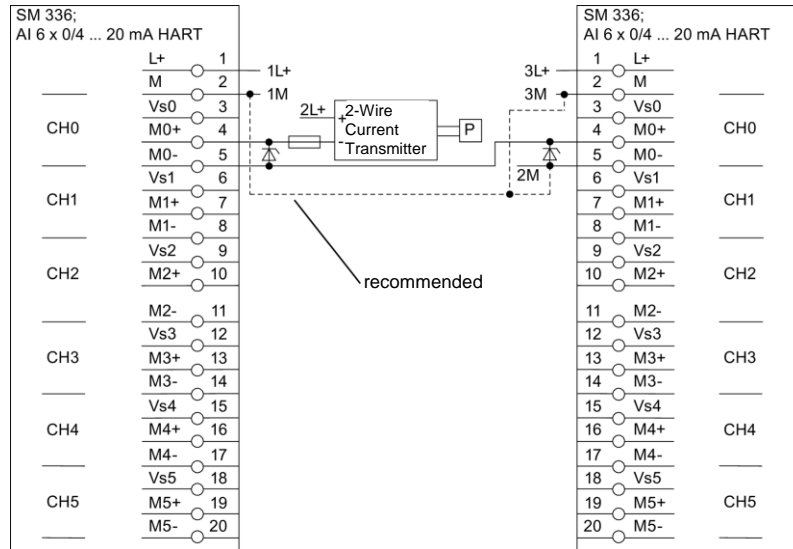 SM 336;
AI 6 x 0/4 ... 20 mA HART
L+ 1
M 2
Vs0 3
CH0
M0+ 4
M0- 5
Vs1 6
CH1
M1+ 7
M1- 8
Vs2 9
CH2
M2+ 10
M2- 11
Vs3 12
CH3
M3+ 13
M3- 14
Vs4 15
CH4
M4+ 16
M4- 17
Vs5 18
CH5
M5+ 19
M5- 20
1L+
1M
2L+
+
-
2-Wire
Current
Transmitter
P
recommended
3L+
3M
2M
SM 336;
AI 6 x 0/4 ... 20 mA HART
1 L+
2 M
3 Vs0
4 M0+
CH0
5 M0-
6 Vs1
7 M1+
CH1
8 M1-
9 Vs2
10 M2+
CH2
11 M2-
12 Vs3
13 M3+
CH3
14 M3-
15 Vs4
16 M4+
CH4
17 M4-
18 Vs5
19 M5+
CH5
20 M5-